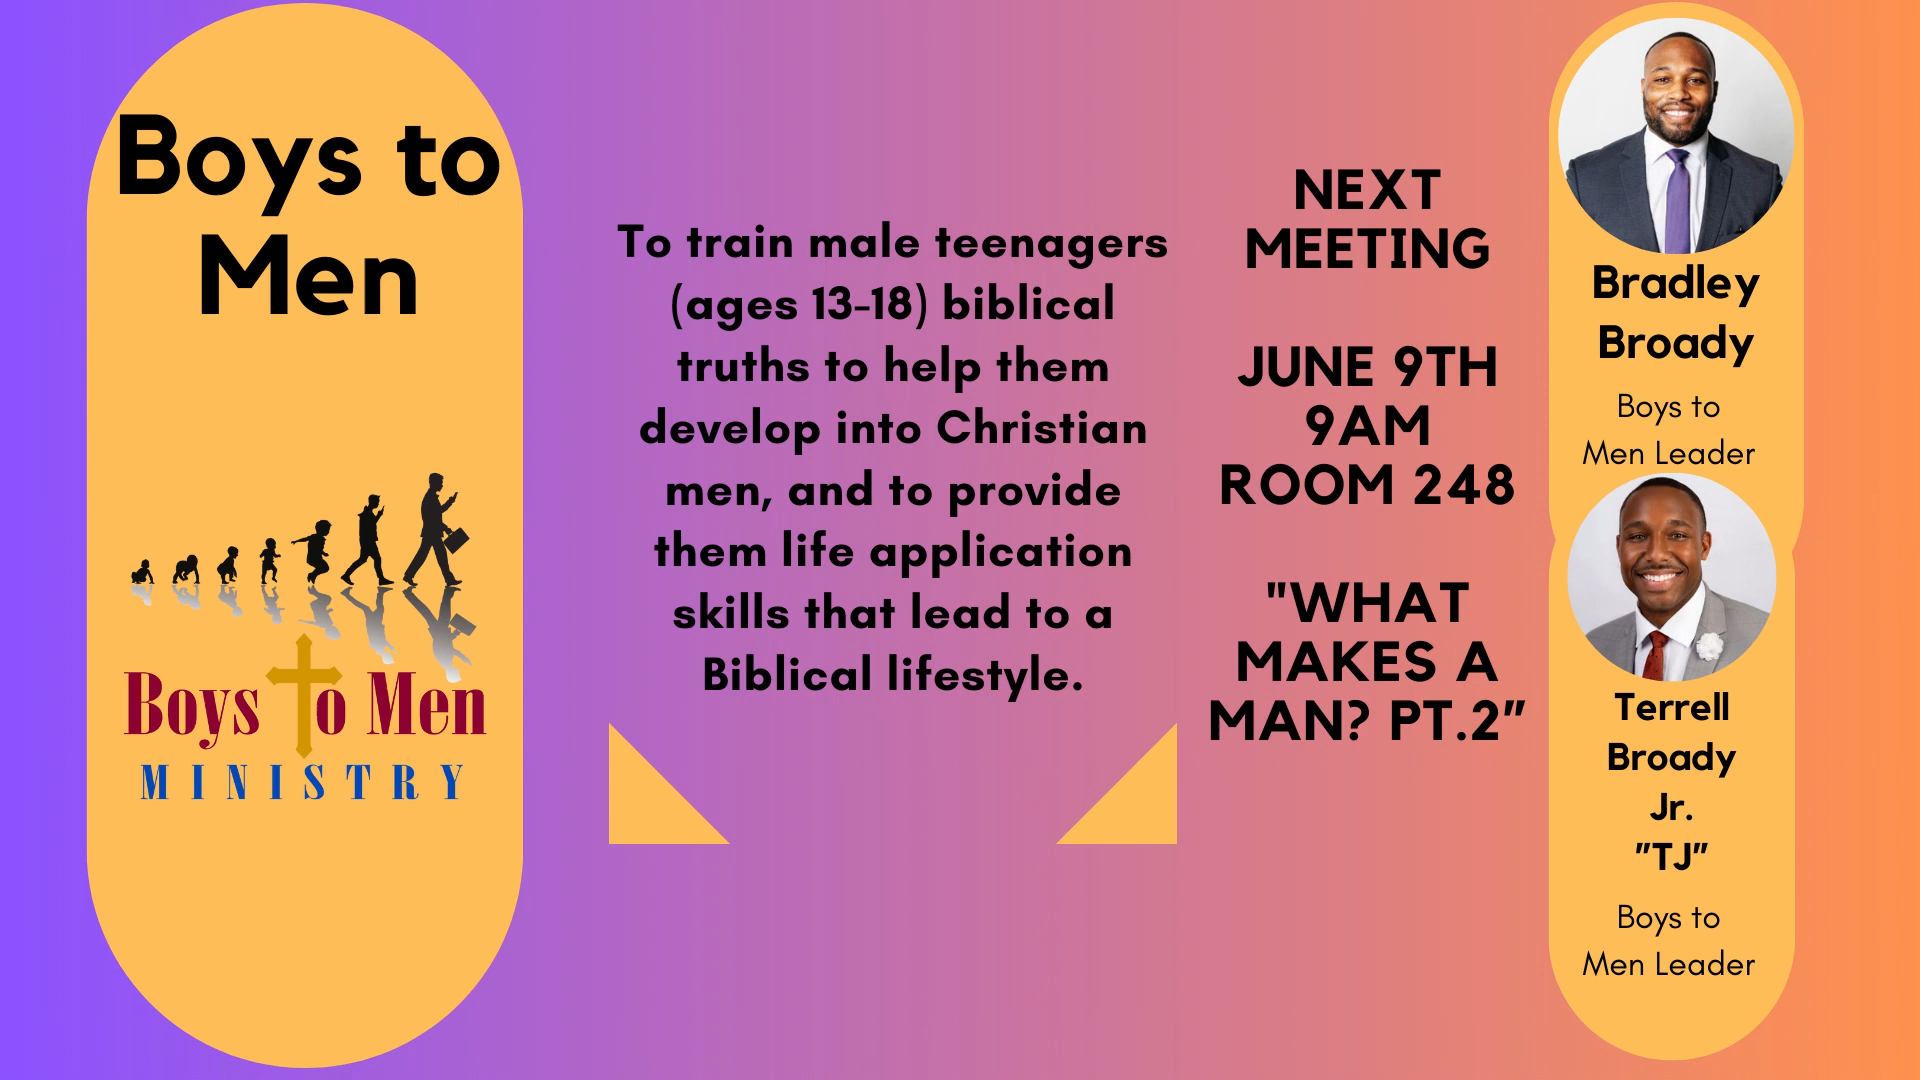 Boys to
Men
Boys to Men
MINISTRY
To train male teenagers
(ages 13-18) biblical
truths to help them
develop into Christian
men, and to provide
them life application
skills that lead to a
Biblical lifestyle.
NEXT
MEETING
JUNE 9TH
9AM
ROOM 248
"WHAT
MAKES A
MAN? PT.2"
Bradley
Broady
Boys to
Men Leader
Terrell
Broady
Jr.
"TJ"
Boys to
Men Leader